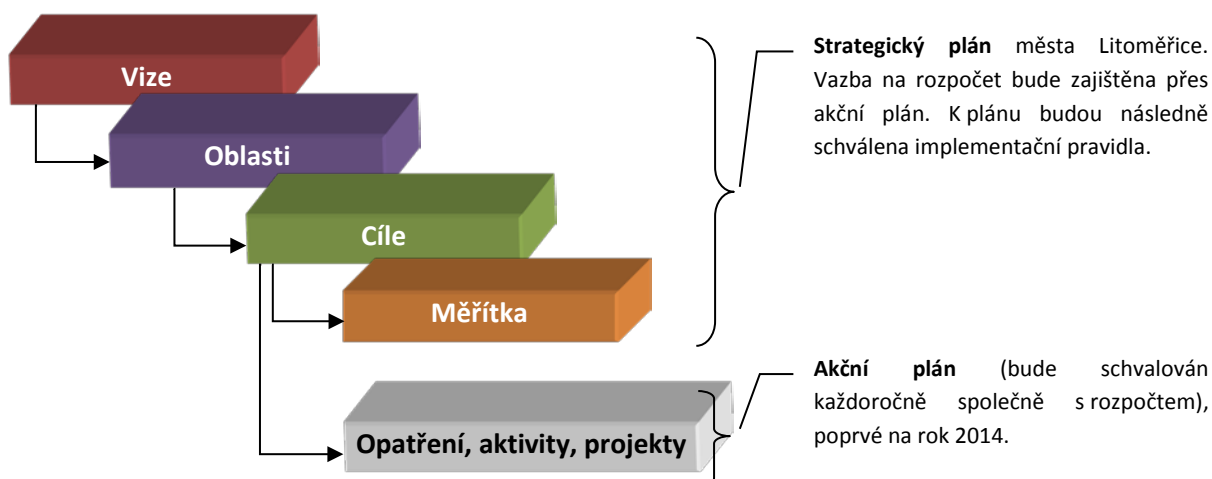 Vize
Oblasti
Cíle
Měřítka
Opatření, aktivity, projekty
Strategický plán města Litoměřice.
Vazba na rozpočet bude zajištěna přes
akční plán. K plánu budou následně
schválena implementační pravidla.
Akční plán (bude schvalován
každoročně společně s rozpočtem),
poprvé na rok 2014.